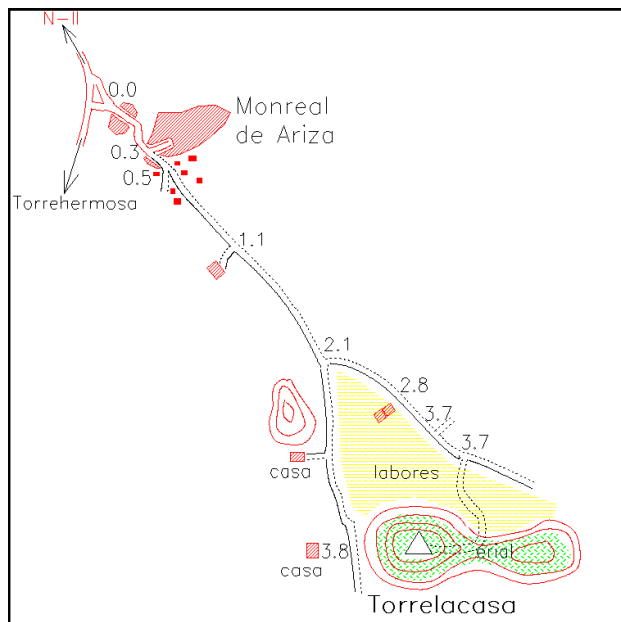 N-II
0.0
Monreal
de Ariza
0.3
0.5
Torrehermosa
1.1
2.1
2.8
3.7
3.7
casa
labores
3.8
erial
casa
Torrelacasa